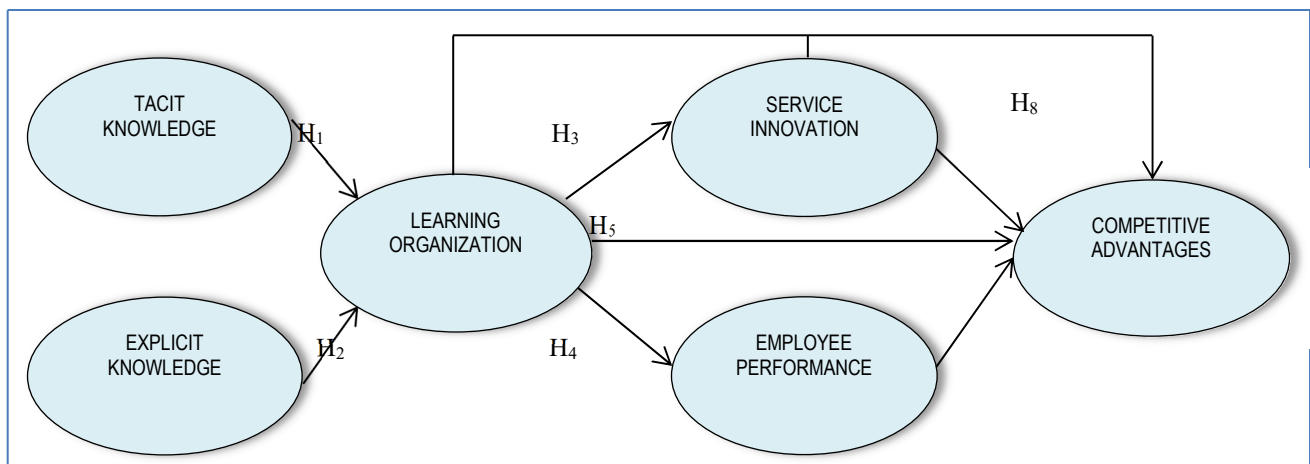 TACIT
KNOWLEDGE
H₁
EXPLICIT
KNOWLEDGE
H₂
LEARNING
ORGANIZATION
H₃
H₅
H₄
SERVICE
INNOVATION
EMPLOYEE
PERFORMANCE
H₈
COMPETITIVE
ADVANTAGES